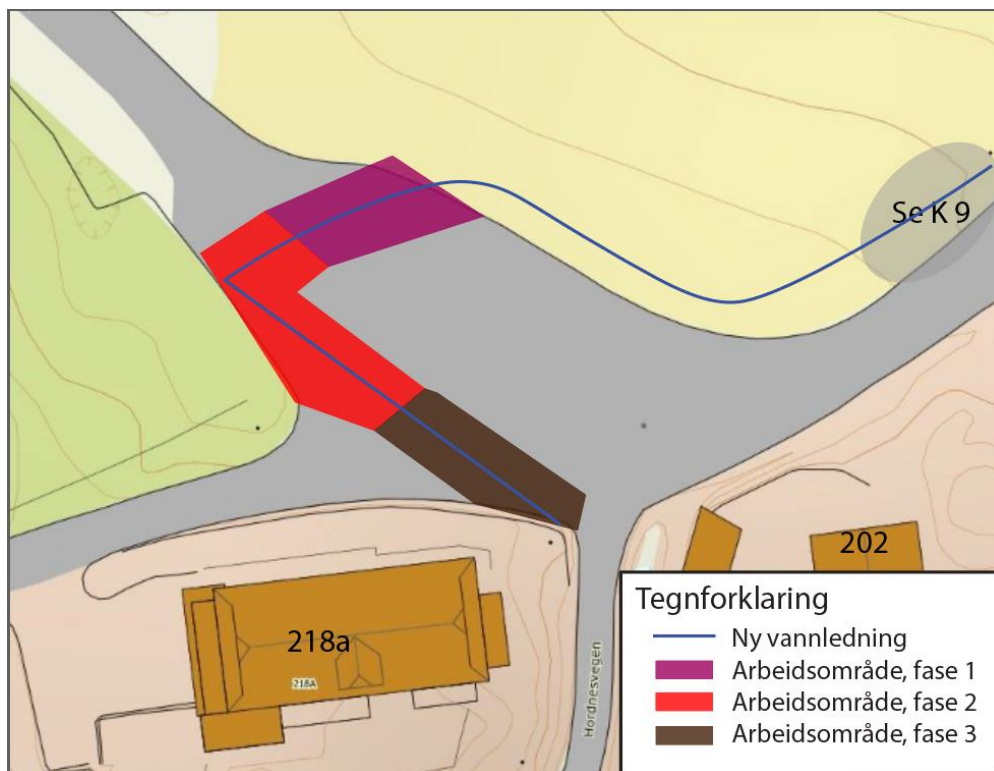 Se K 9
202
218a
218A
Hordnesvegen
Tegnforklaring
Ny vannledning
Arbeidsområde, fase 1
Arbeidsområde, fase 2
Arbeidsområde, fase 3